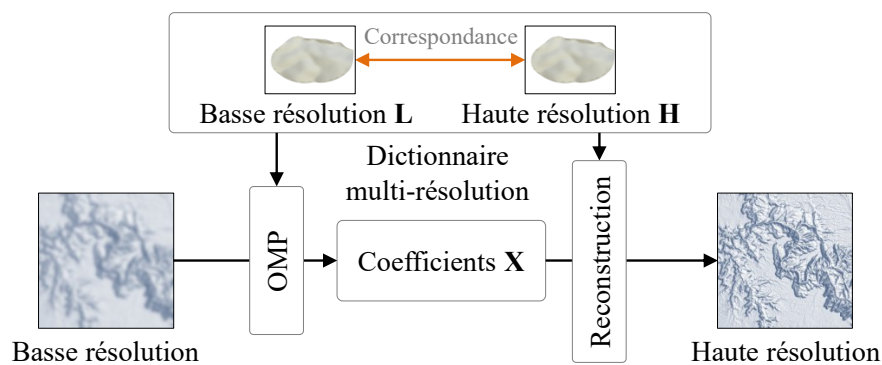 Correspondance
Basse résolution L
Haute résolution H
Dictionnaire
multi-résolution
OMP
Coefficients X
Reconstruction
Basse résolution
Haute résolution